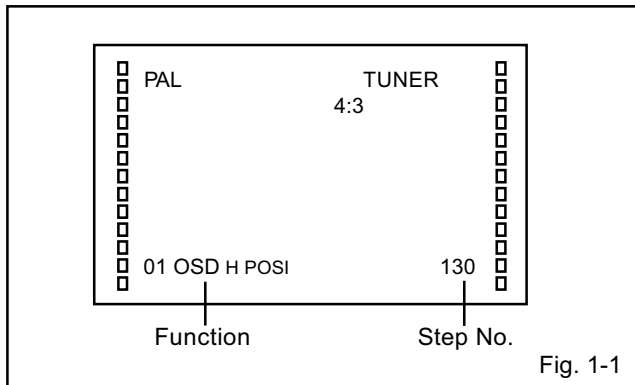 PAL TUNER
4:3
01 OSD H POSI 130
Function Step No.
Fig. 1-1